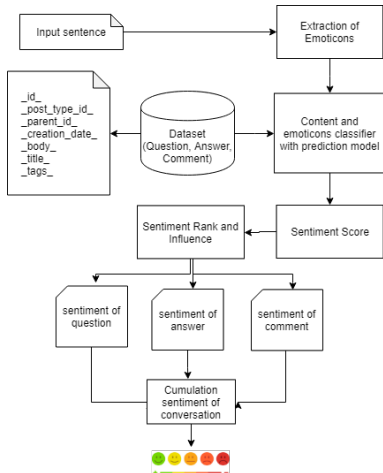 Input sentence
Extraction of
Emoticons
_id_
_post_type_id_
_parent_id_
_creation_date_
_body_
_title_
_tags_
Dataset
(Question, Answer,
Comment)
Content and
emoticons classifier
with prediction model
Sentiment Rank and
Influence
Sentiment Score
sentiment of
question
sentiment of
answer
sentiment of
comment
Cumulation
sentiment of
conversation